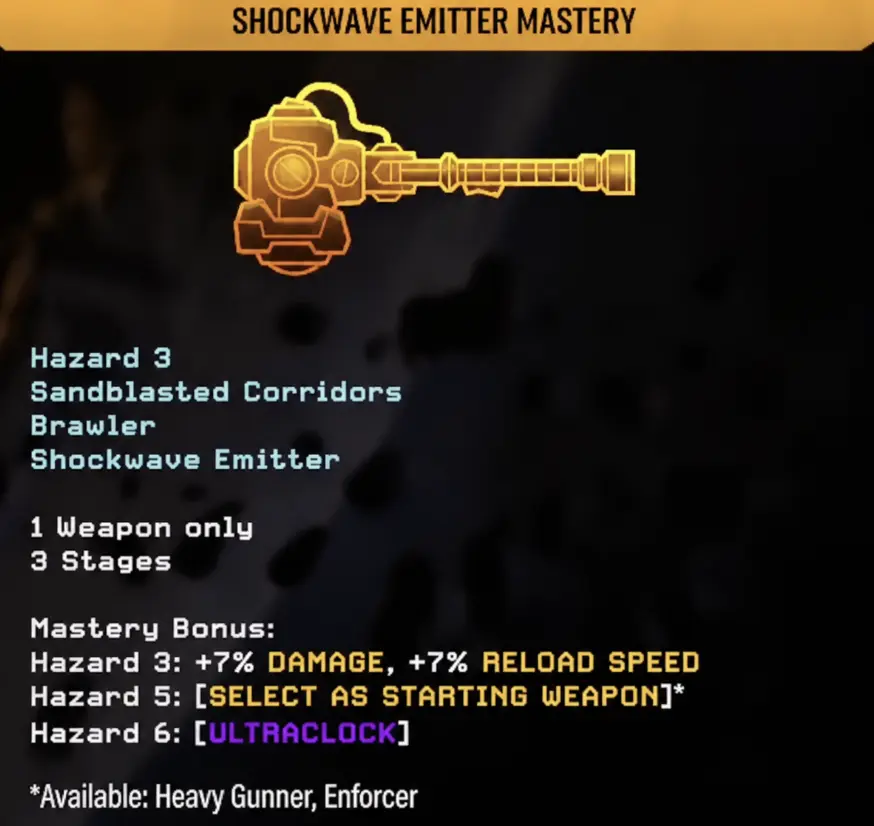 SHOCKWAVE EMITTER MASTERY
Hazard 3
Sandblasted Corridors
Brawler
Shockwave Emitter
1 Weapon only
3 Stages
Mastery Bonus:
Hazard 3: +7% DAMAGE, +7% RELOAD SPEED
Hazard 5: [SELECT AS STARTING WEAPON]*
Hazard 6: [ULTRACLOCK]
*Available: Heavy Gunner, Enforcer